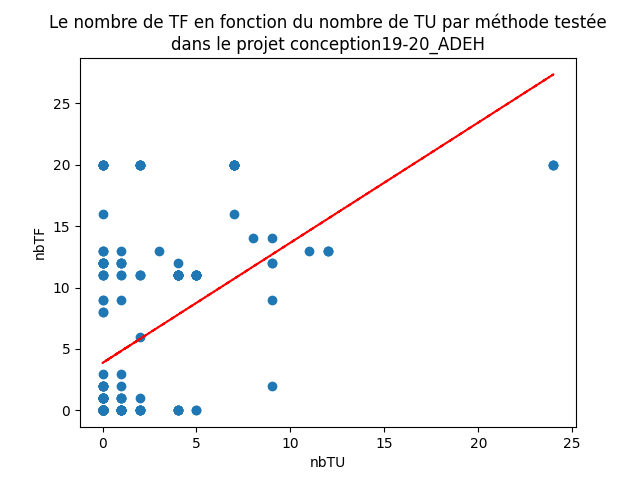 Le nombre de TF en fonction du nombre de TU par méthode testée
dans le projet conception19-20_ADEH
25
20
15
10
5
0
nbTF
0 5 10 15 20 25
nbTU